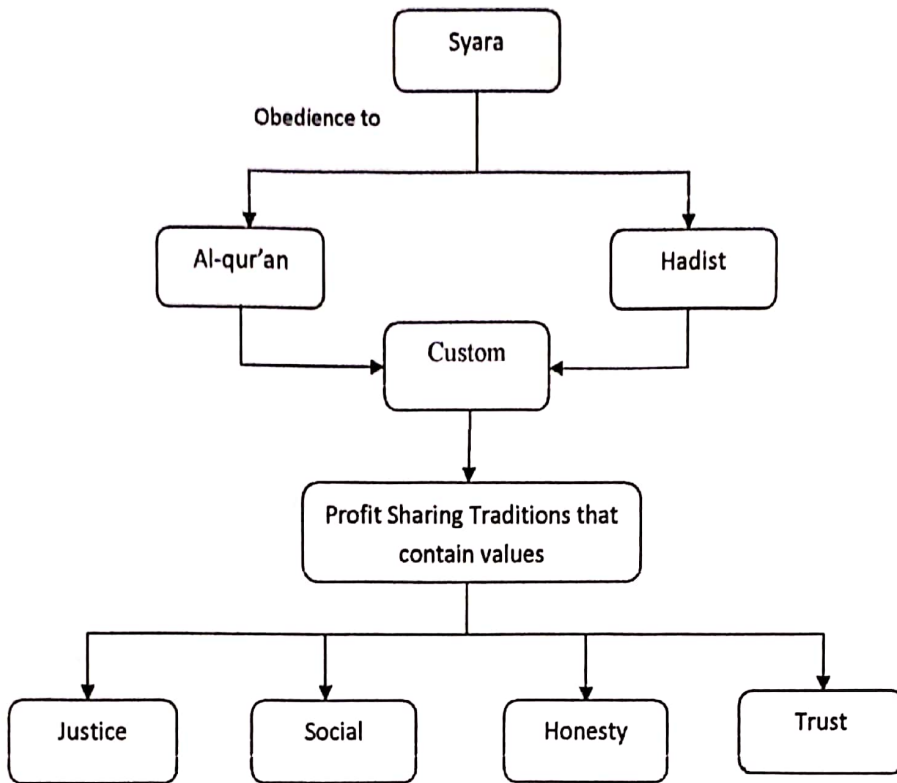 Syara
Obedience to
Al-qur'an
Hadist
Custom
Profit Sharing Traditions that
contain values
Justice
Social
Honesty
Trust